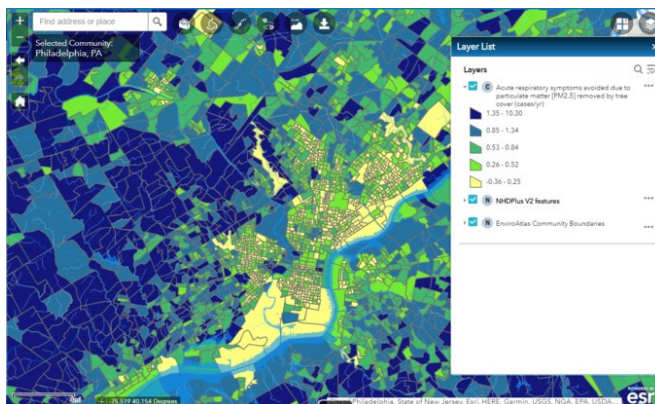 Find address or place
Selected Community:
Philadelphia, PA
Layer List
Layers
C
Acute respiratory symptoms avoided due to
particulate matter [PM2.5] removed by tree
cover (cases/yr)
1.35 - 10.30
0.85 - 1.34
0.53 - 0.84
0.26 - 0.52
-0.36 - 0.25
N NHDPlus V2 features
N EnviroAtlas Community Boundaries
-75.519 40.154 Degrees
Philadelphia, State of New Jersey, Esri, HERE, Garmin, USGS, NGA, EPA, USDA...
esri